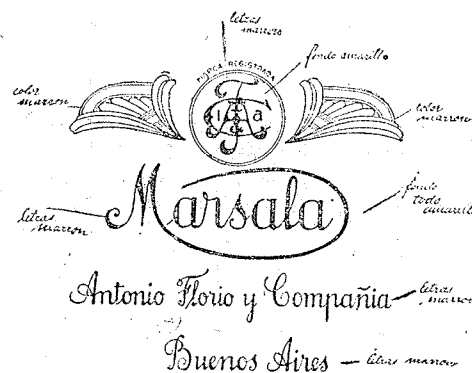 letras
marron
MARCA REGISTRADA
fondo amarillo
color
marron
color
marron
Marsala
letras
marron
fondo
todo
amarill
Antonio Florio y Compañia
letras
marron
Buenos Aires
letras marron